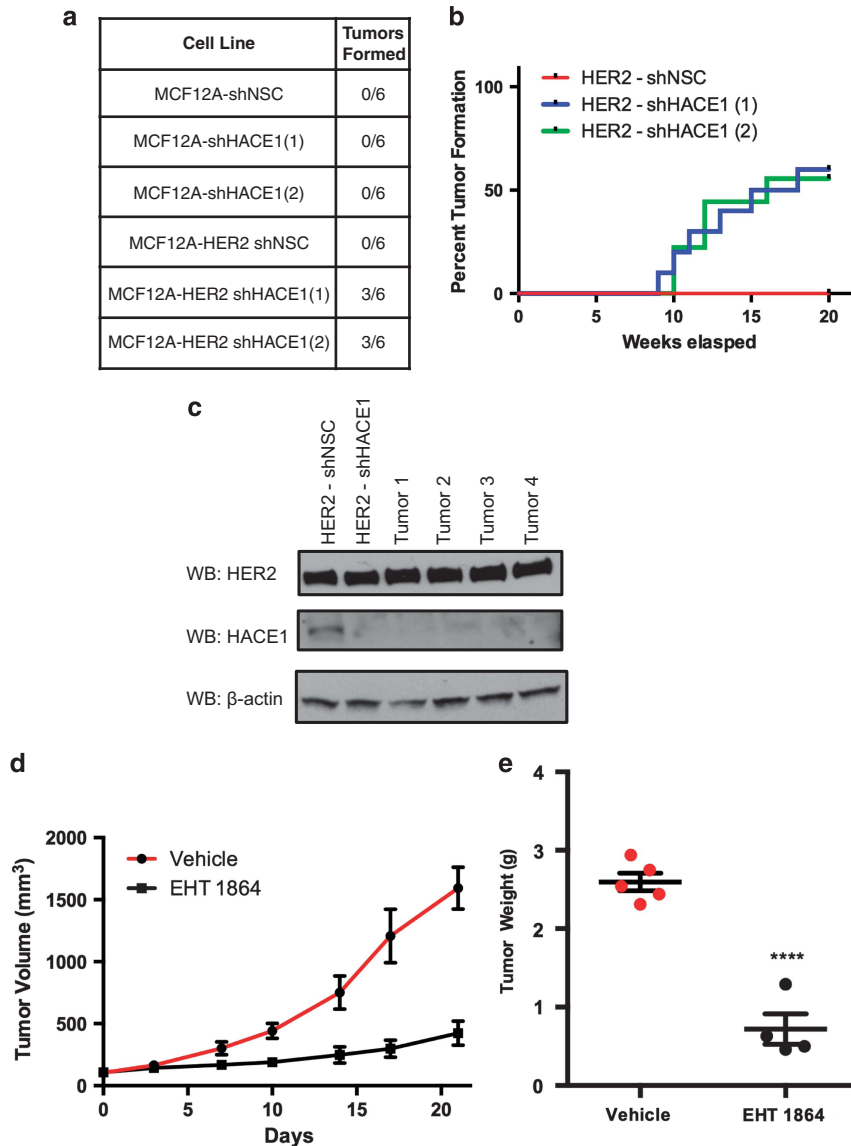 a
Cell Line Tumors Formed
MCF12A-shNSC 0/6
MCF12A-shHACE1(1) 0/6
MCF12A-shHACE1(2) 0/6
MCF12A-HER2 shNSC 0/6
MCF12A-HER2 shHACE1(1) 3/6
MCF12A-HER2 shHACE1(2) 3/6
b
HER2 - shNSC
HER2 - shHACE1 (1)
HER2 - shHACE1 (2)
Percent Tumor Formation
100
50
0
0 5 10 15 20
Weeks elasped
c
HER2 - shNSC
HER2 - shHACE1
Tumor 1
Tumor 2
Tumor 3
Tumor 4
WB: HER2
WB: HACE1
WB: β-actin
d
Vehicle
EHT 1864
Tumor Volume (mm³)
2000
1500
1000
500
0
0 5 10 15 20
Days
e
Tumor Weight (g)
4
3
2
1
0
****
Vehicle EHT 1864